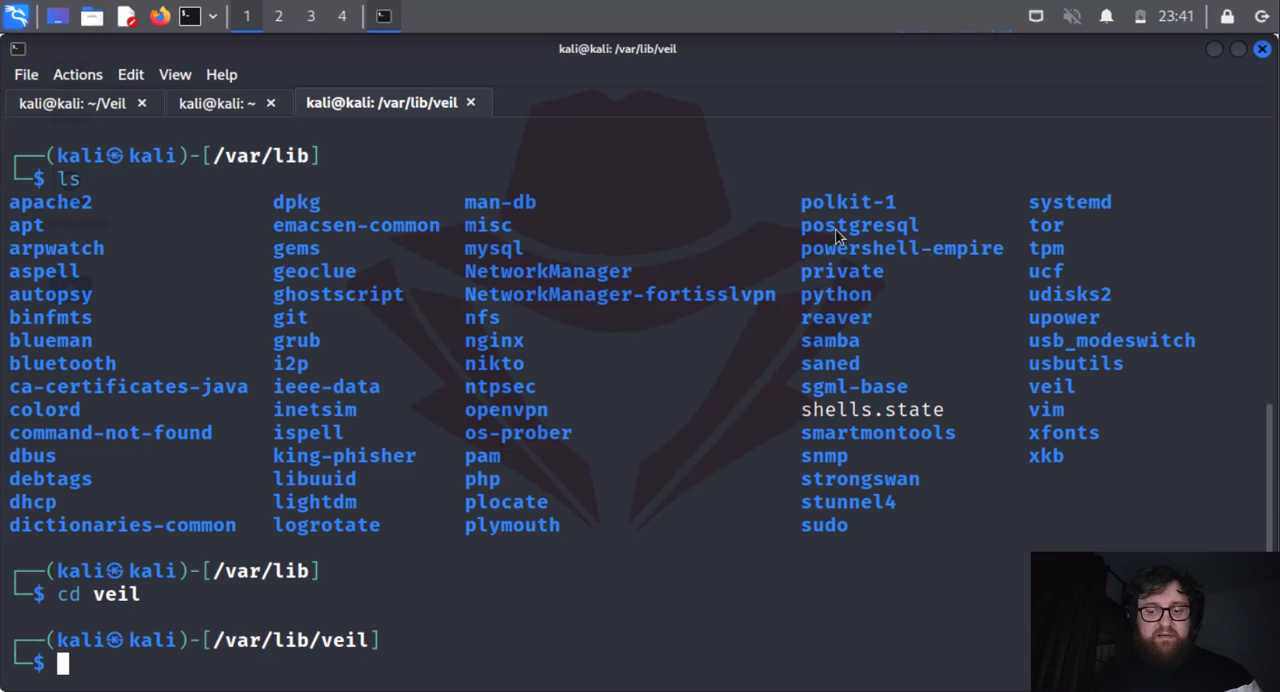 1 2 3 4 23:41
kali@kali: /var/lib/veil
File Actions Edit View Help
kali@kali: ~/Veil kali@kali: ~ kali@kali: /var/lib/veil
┌──(kali㉿kali)-[/var/lib]
└─$ ls
apache2 dpkg man-db polkit-1 systemd
apt emacsen-common misc postgresql tor
arpwatch gems mysql powershell-empire tpm
aspell geoclue NetworkManager private ucf
autopsy ghostscript NetworkManager-fortisslvpn python udisks2
binfmts git nfs reaver upower
blueman grub nginx samba usb_modeswitch
bluetooth i2p nikto saned usbutils
ca-certificates-java ieee-data ntpsec sgml-base veil
colord inetsim openvpn shells.state vim
command-not-found ispell os-prober smartmontools xfonts
dbus king-phisher pam snmp xkb
debtags libuuid php strongswan
dhcp lightdm plocate stunnel4
dictionaries-common logrotate plymouth sudo
┌──(kali㉿kali)-[/var/lib]
└─$ cd veil
┌──(kali㉿kali)-[/var/lib/veil]
└─$